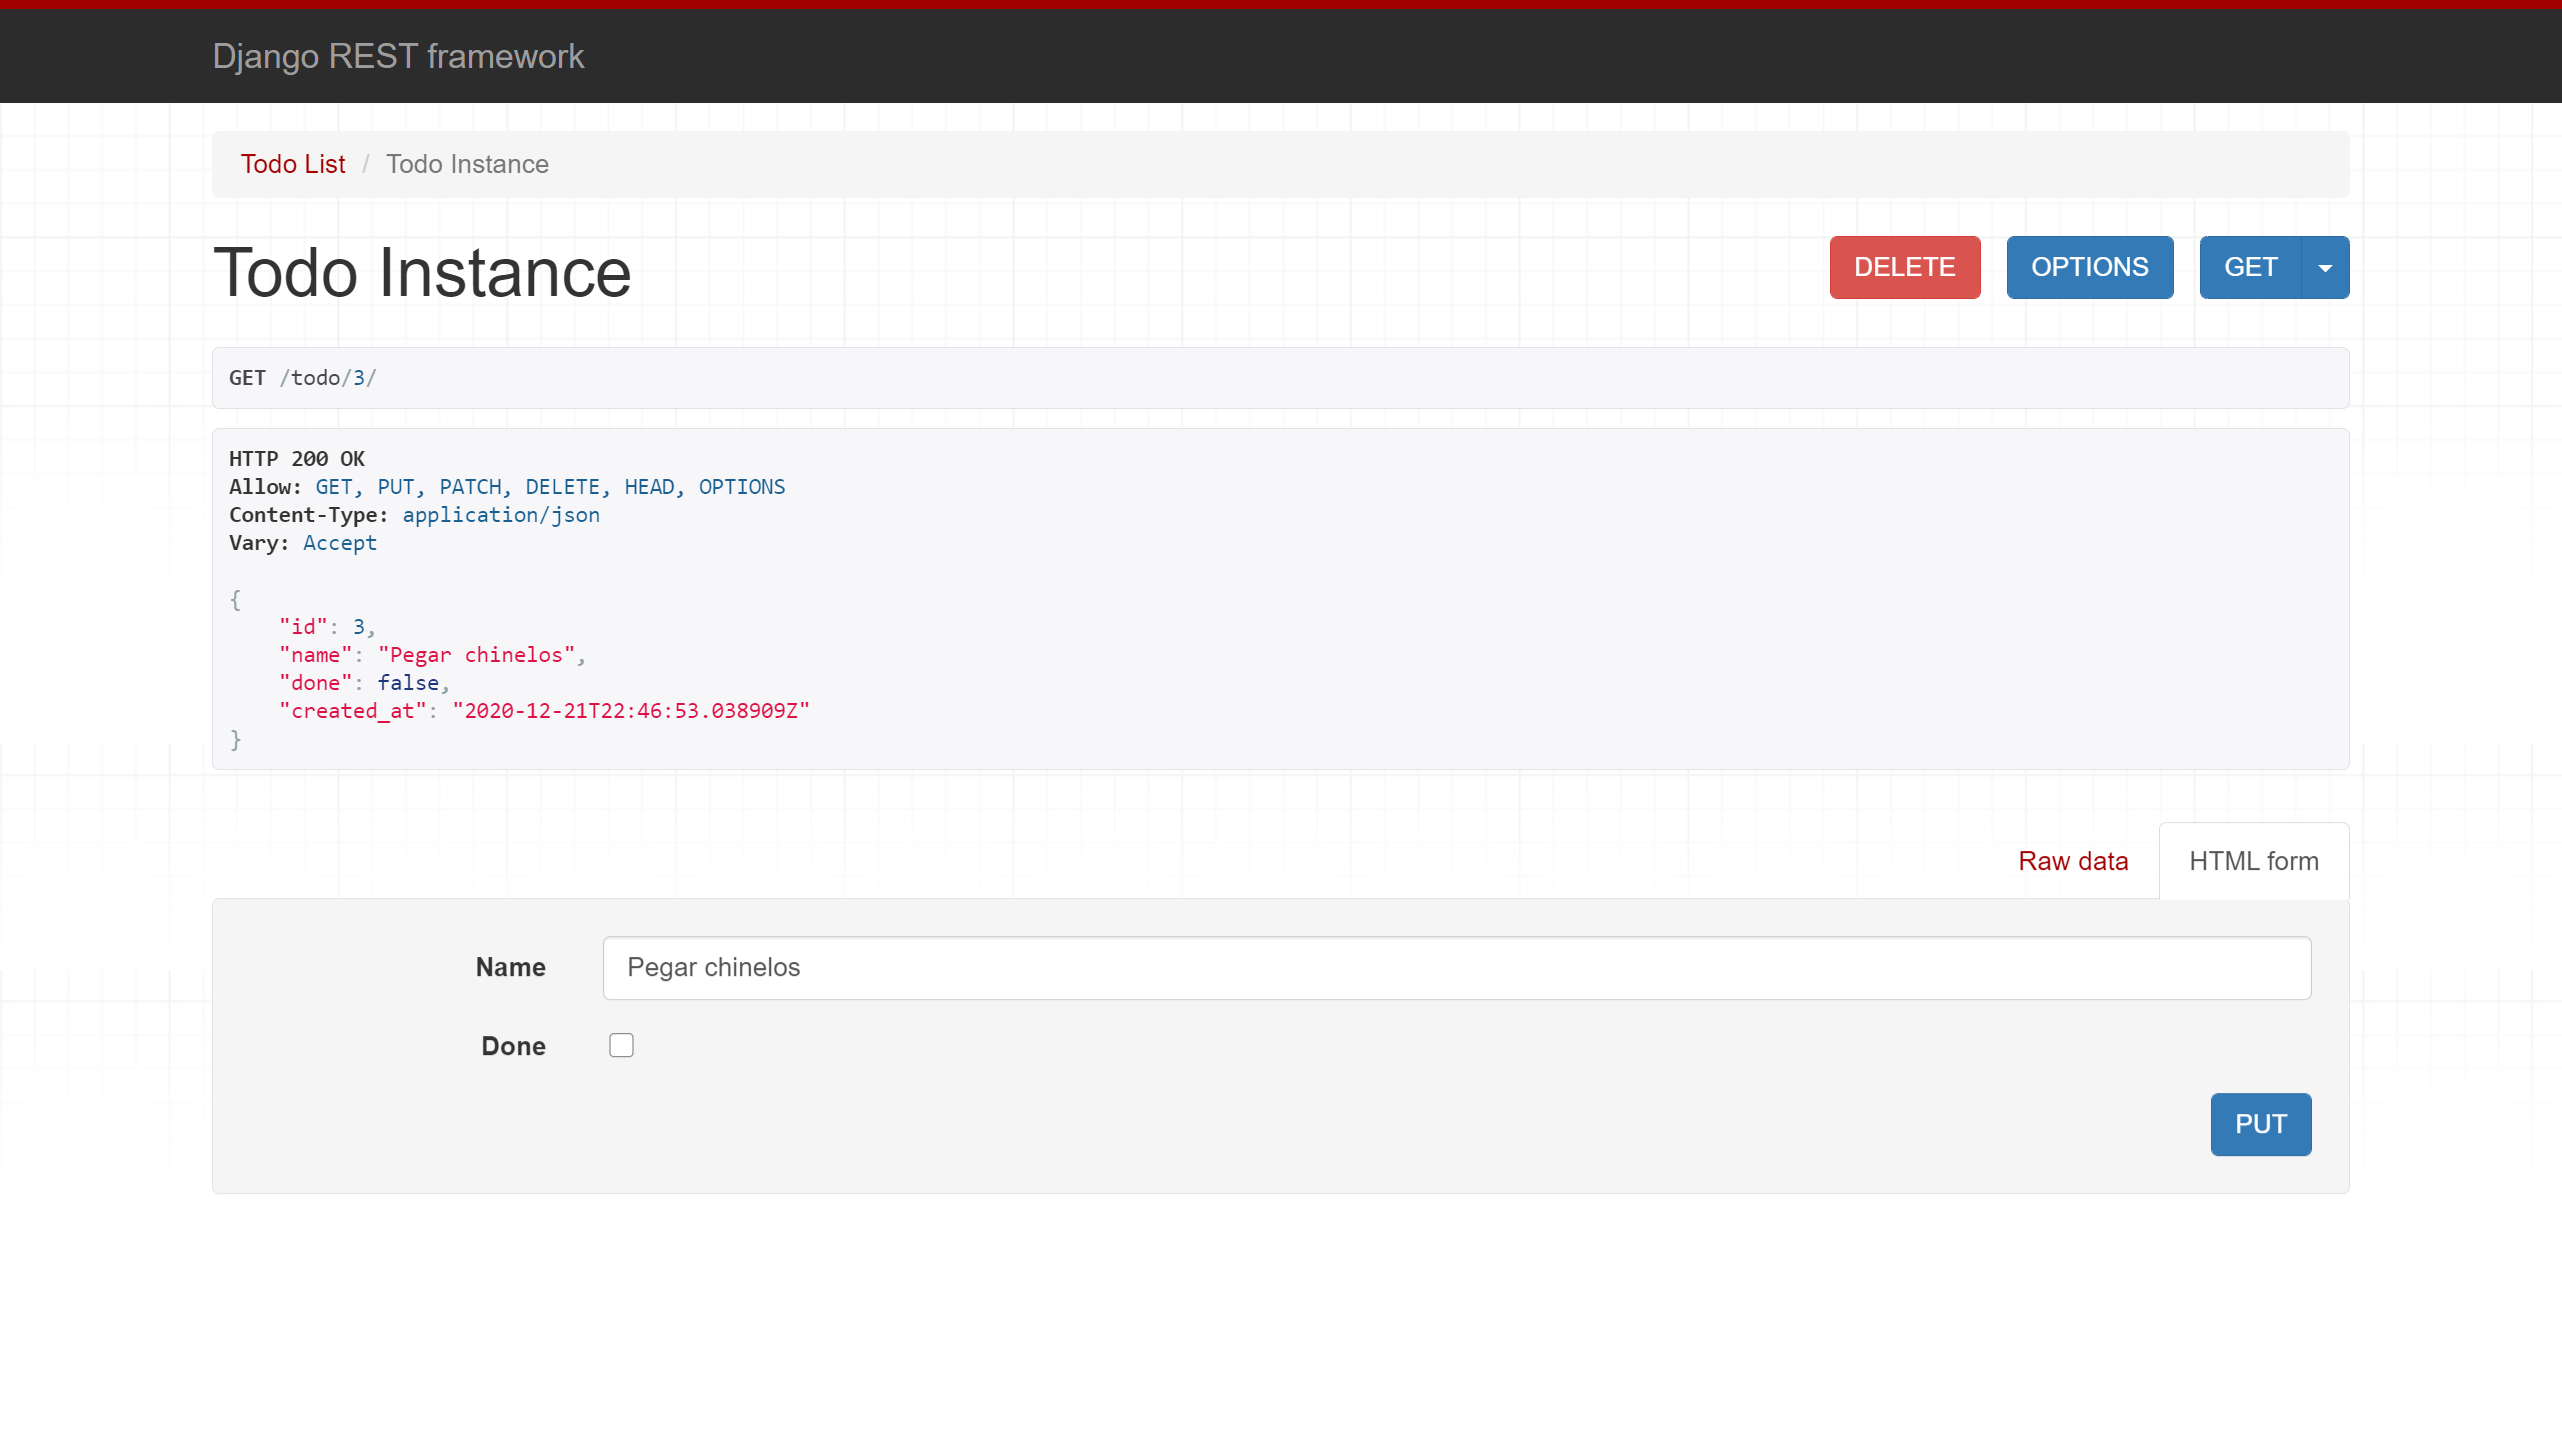 Django REST framework
Todo List / Todo Instance
Todo Instance
DELETE
OPTIONS
GET
GET /todo/3/
HTTP 200 OK
Allow: GET, PUT, PATCH, DELETE, HEAD, OPTIONS
Content-Type: application/json
Vary: Accept
{
    "id": 3,
    "name": "Pegar chinelos",
    "done": false,
    "created_at": "2020-12-21T22:46:53.038909Z"
}
Raw data
HTML form
Name
Pegar chinelos
Done
PUT